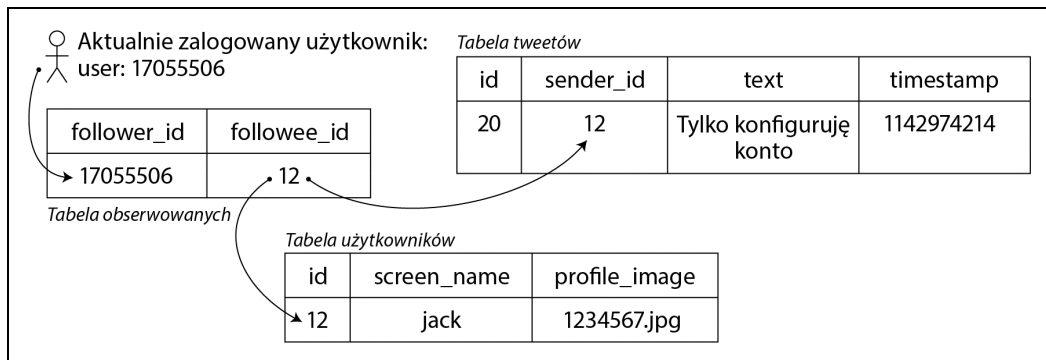 Aktualnie zalogowany użytkownik:
user: 17055506
Tabela tweetów
id sender_id text timestamp
20 12 Tylko konfiguruję konto 1142974214
follower_id followee_id
17055506 12
Tabela obserwowanych
Tabela użytkowników
id screen_name profile_image
12 jack 1234567.jpg